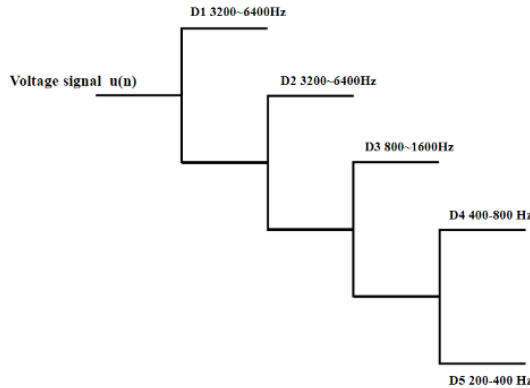 D1 3200~6400Hz
Voltage signal u(n)
D2 3200~6400Hz
D3 800~1600Hz
D4 400-800 Hz
D5 200-400 Hz